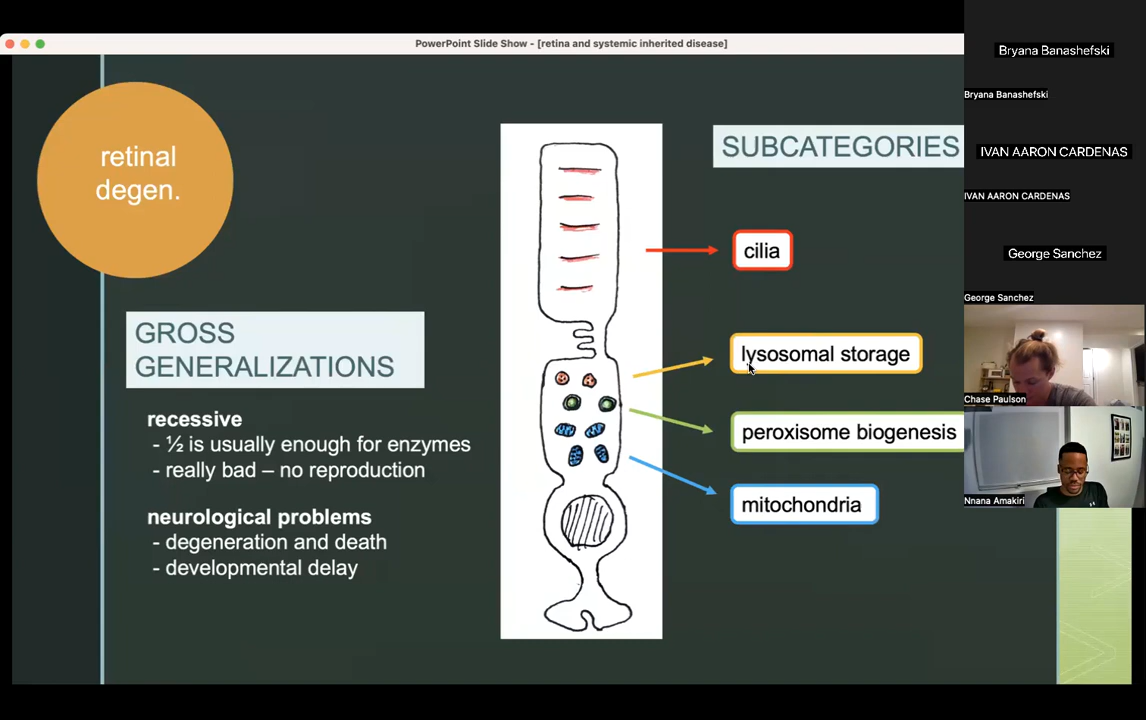 PowerPoint Slide Show - [retina and systemic inherited disease]
retinal
degen.
GROSS
GENERALIZATIONS
recessive
- ½ is usually enough for enzymes
- really bad – no reproduction
neurological problems
- degeneration and death
- developmental delay
SUBCATEGORIES
cilia
lysosomal storage
peroxisome biogenesis
mitochondria
Bryana Banashefski
Bryana Banashefski
IVAN AARON CARDENAS
IVAN AARON CARDENAS
George Sanchez
George Sanchez
Chase Paulson
Nnana Amakiri